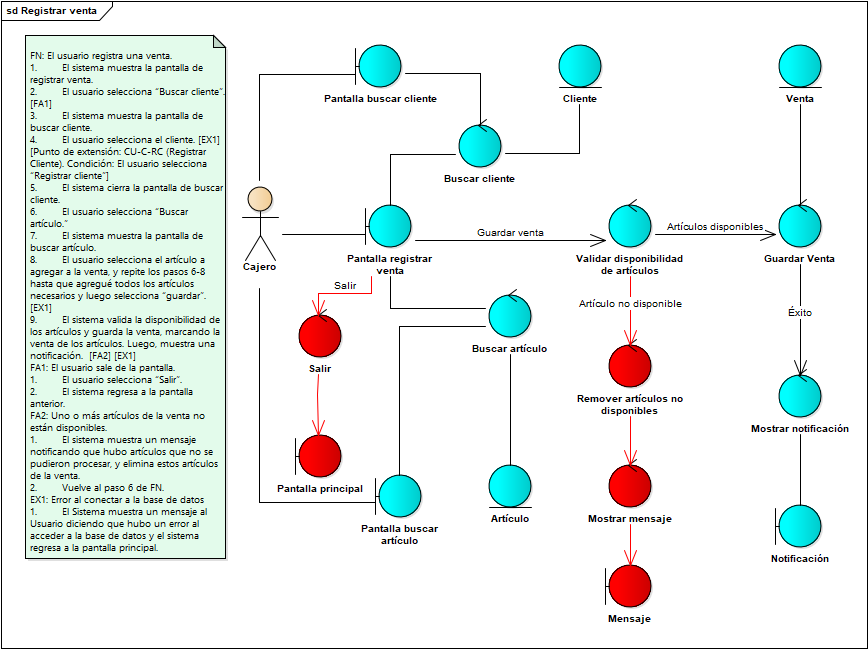 sd Registrar venta
FN: El usuario registra una venta.
1. El sistema muestra la pantalla de
registrar venta.
2. El usuario selecciona “Buscar cliente”.
[FA1]
3. El sistema muestra la pantalla de
buscar cliente.
4. El usuario selecciona el cliente. [EX1]
[Punto de extensión: CU-C-RC (Registrar
Cliente). Condición: El usuario selecciona
“Registrar cliente”]
5. El sistema cierra la pantalla de buscar
cliente.
6. El usuario selecciona “Buscar
artículo.”
7. El sistema muestra la pantalla de
buscar artículo.
8. El usuario selecciona el artículo a
agregar a la venta, y repite los pasos 6-8
hasta que agregué todos los artículos
necesarios y luego selecciona “guardar”.
[EX1]
9. El sistema valida la disponibilidad de
los artículos y guarda la venta, marcando la
venta de los artículos. Luego, muestra una
notificación. [FA2] [EX1]
FA1: El usuario sale de la pantalla.
1. El usuario selecciona “Salir”.
2. El sistema regresa a la pantalla
anterior.
FA2: Uno o más artículos de la venta no
están disponibles.
1. El sistema muestra un mensaje
notificando que hubo artículos que no se
pudieron procesar, y elimina estos artículos
de la venta.
2. Vuelve al paso 6 de FN.
EX1: Error al conectar a la base de datos
1. El Sistema muestra un mensaje al
Usuario diciendo que hubo un error al
acceder a la base de datos y el sistema
regresa a la pantalla principal.
Pantalla buscar cliente
Cliente
Venta
Buscar cliente
Cajero
Pantalla registrar
venta
Guardar venta
Validar disponibilidad
de artículos
Artículos disponibles
Guardar Venta
Salir
Artículo no disponible
Éxito
Salir
Buscar artículo
Remover artículos no
disponibles
Mostrar notificación
Pantalla principal
Pantalla buscar
artículo
Artículo
Mostrar mensaje
Notificación
Mensaje